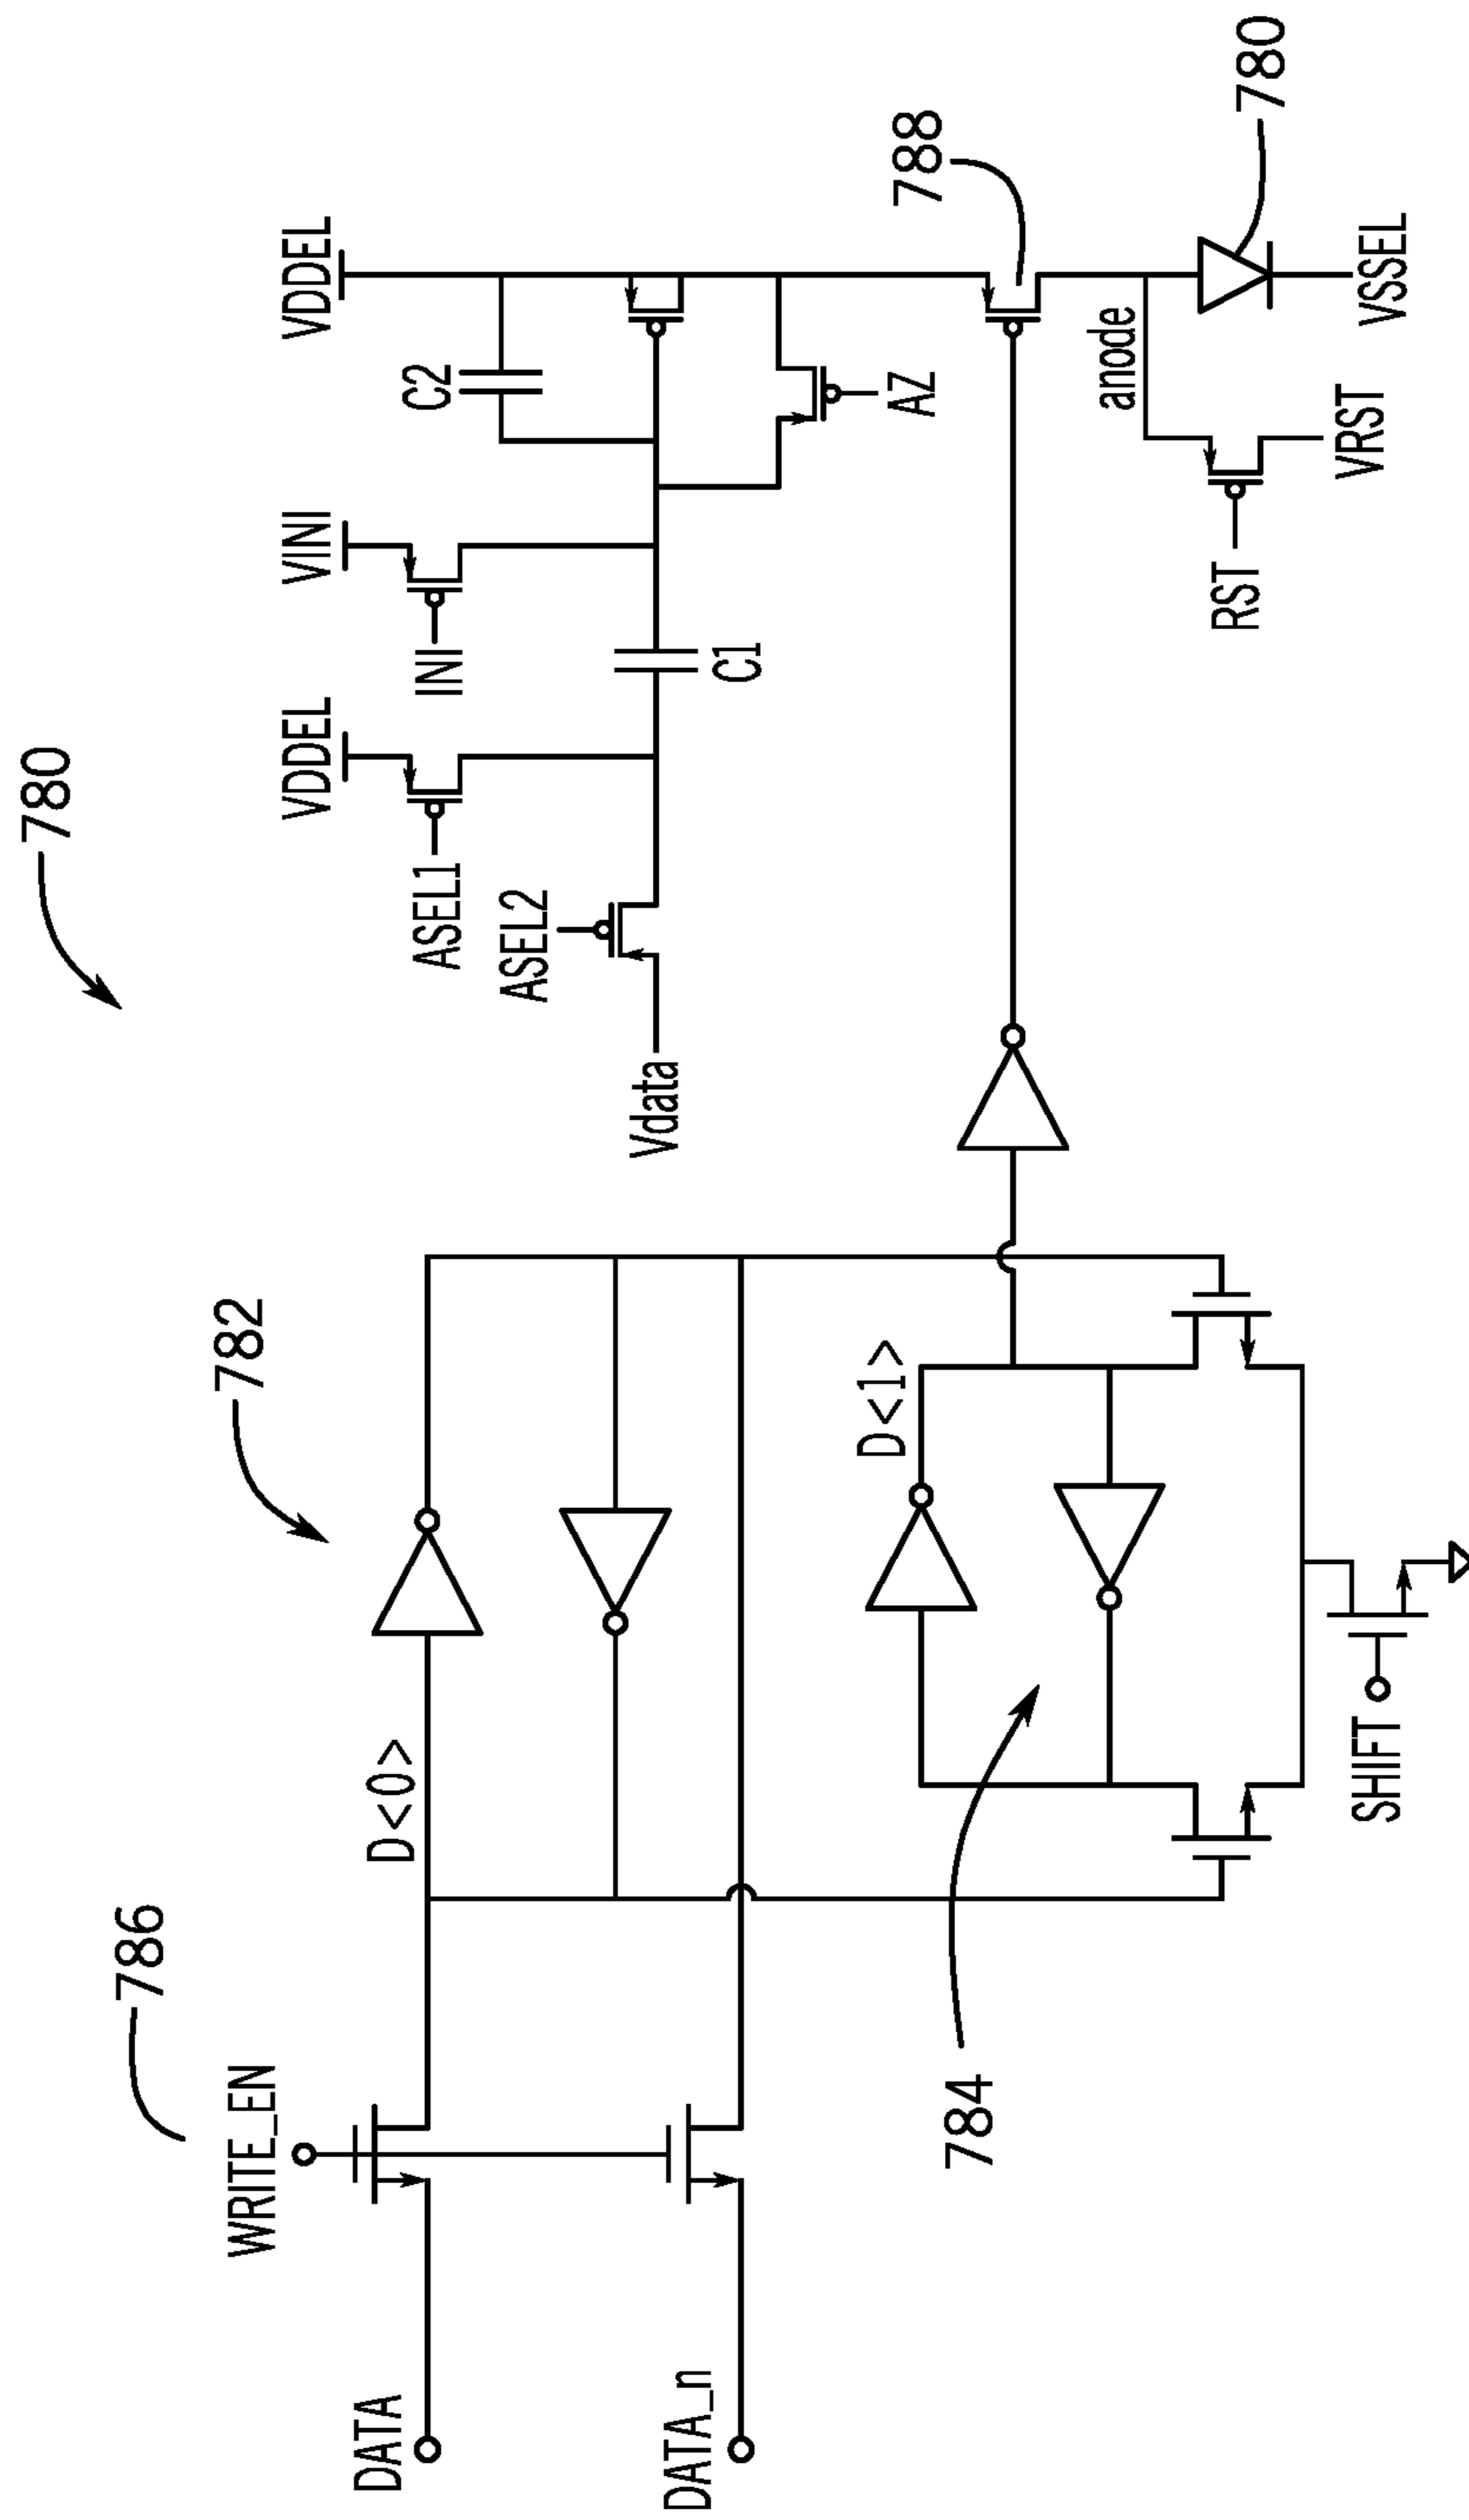 780
782
786
VDDEL
VINI
VDDEL
C2
INI
ASEL1
ASEL2
C1
Vdata
AZ
788
780
anode
RST
VRST
VSSEL
WRITE_EN
D<0>
DATA
DATA_n
D<1>
784
SHIFT